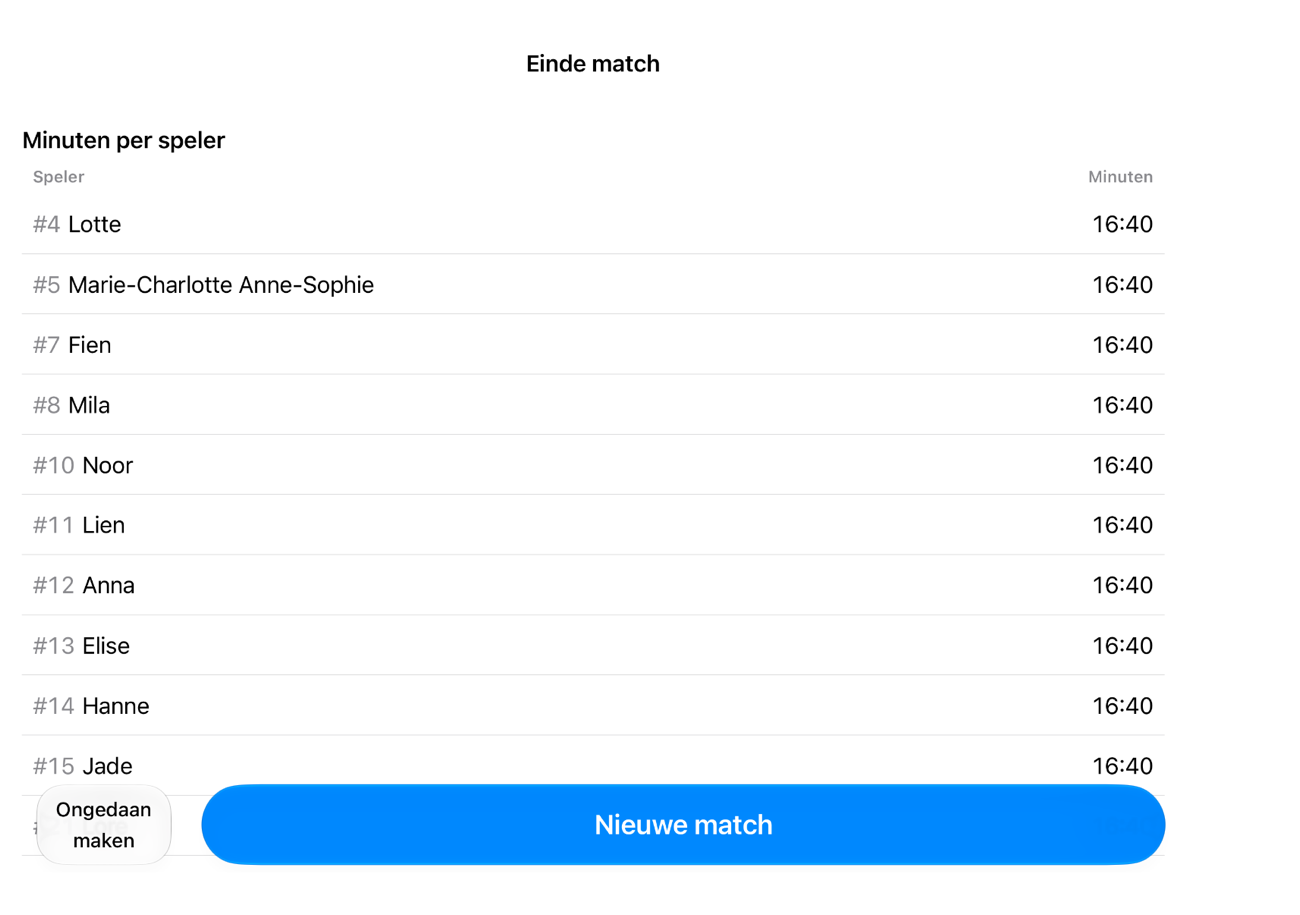 Einde match
Minuten per speler
Speler Minuten
#4 Lotte 16:40
#5 Marie-Charlotte Anne-Sophie 16:40
#7 Fien 16:40
#8 Mila 16:40
#10 Noor 16:40
#11 Lien 16:40
#12 Anna 16:40
#13 Elise 16:40
#14 Hanne 16:40
#15 Jade 16:40
Ongedaan
maken
Nieuwe match